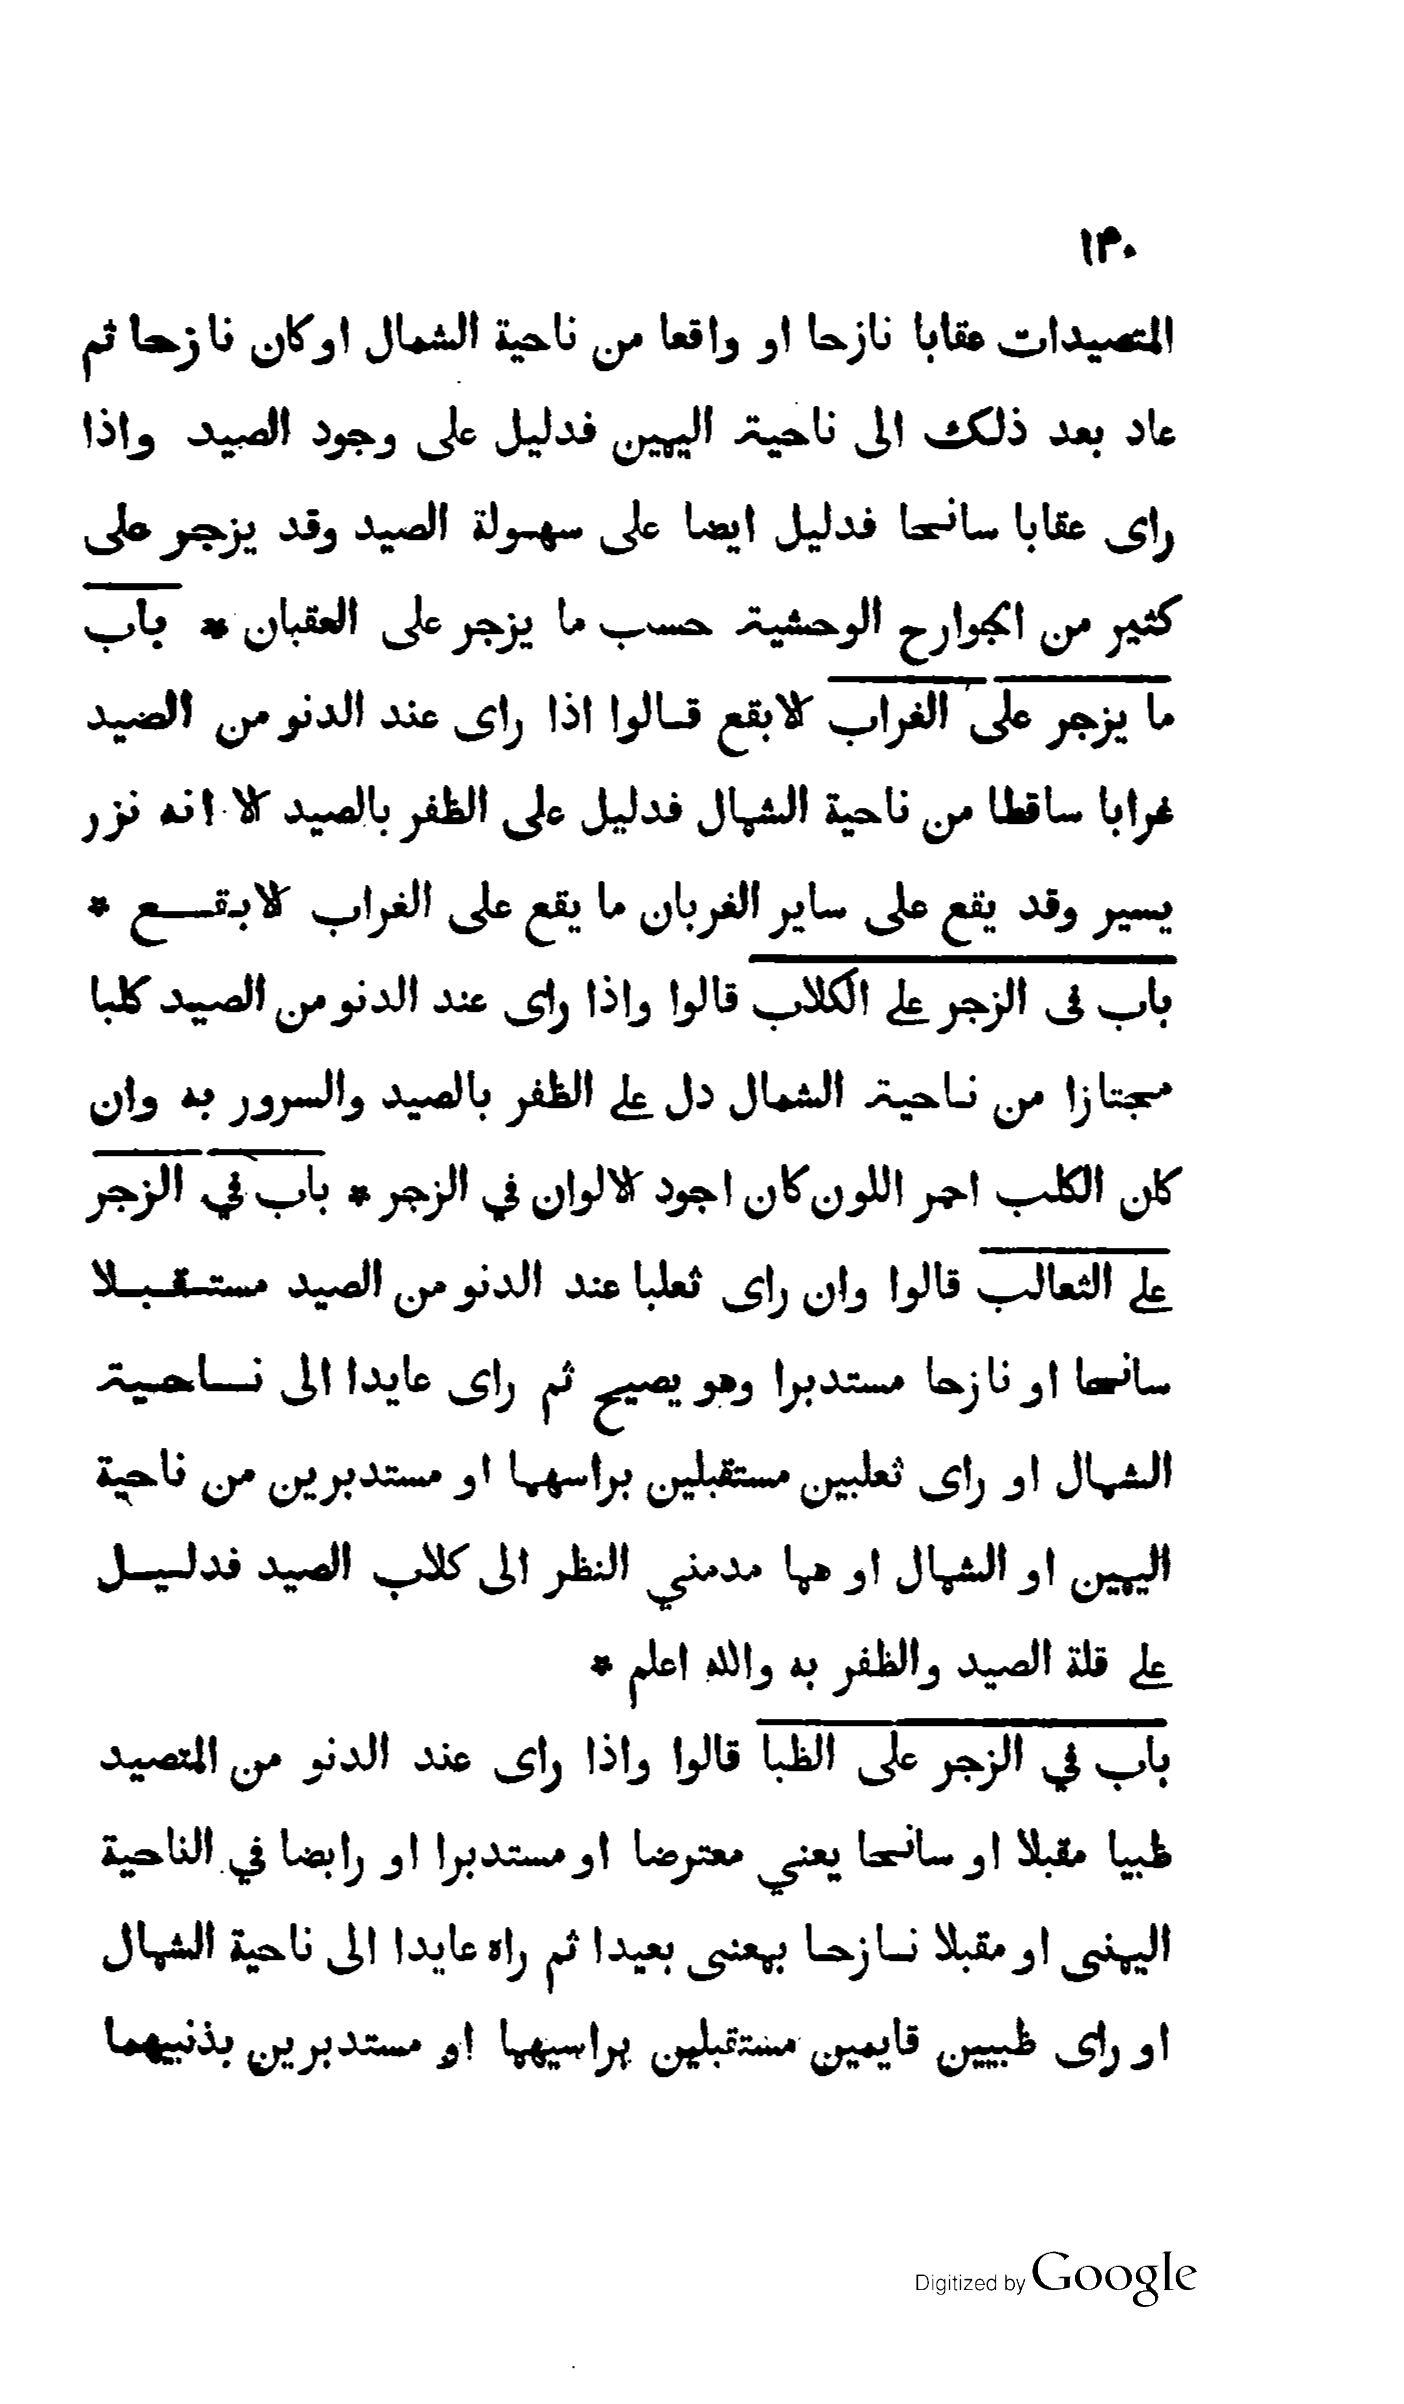 ١٣٠
المتصيدات عقابا نازحا او واقعا من ناحية الشمال اوكان نازحا ثم
عاد بعد ذلك الى ناحية اليمين فدليل على وجود الصيد واذا
راى عقابا سانحا فدليل ايضا على سهولة الصيد وقد يزجر على
كثير من الجوارح الوحشية حسب ما يزجر على العقبان * باب
ما يزجر على الغراب الابقع قالوا اذا راى عند الدنو من الصيد
غرابا ساقطا من ناحية الشمال فدليل على الظفر بالصيد الا انه نزر
يسير وقد يقع على ساير الغربان ما يقع على الغراب الابقع *
باب في الزجر على الكلاب قالوا واذا راى عند الدنو من الصيد كلبا
مجتازا من ناحية الشمال دل على الظفر بالصيد والسرور به وان
كان الكلب احمر اللون كان اجود الالوان في الزجر * باب في الزجر
على الثعالب قالوا وان راى ثعلبا عند الدنو من الصيد مستقبلا
سانحا او نازحا مستدبرا وهو يصيح ثم راى عايدا الى ناحية
الشمال او راى ثعلبين مستقبلين براسهما او مستدبرين من ناحية
اليمين او الشمال او هما مدمني النظر الى كلاب الصيد فدليل
على قلة الصيد والظفر به والله اعلم *
باب في الزجر على الظبا قالوا واذا راى عند الدنو من المتصيد
ظبيا مقبلا او سانحا يعني معترضا او مستدبرا او رابضا في الناحية
اليمنى او مقبلا نازحا بمعنى بعيدا ثم راه عايدا الى ناحية الشمال
او راى ظبيين قايمين مستقبلين براسيهما او مستدبرين بذنبيهما
Digitized by Google